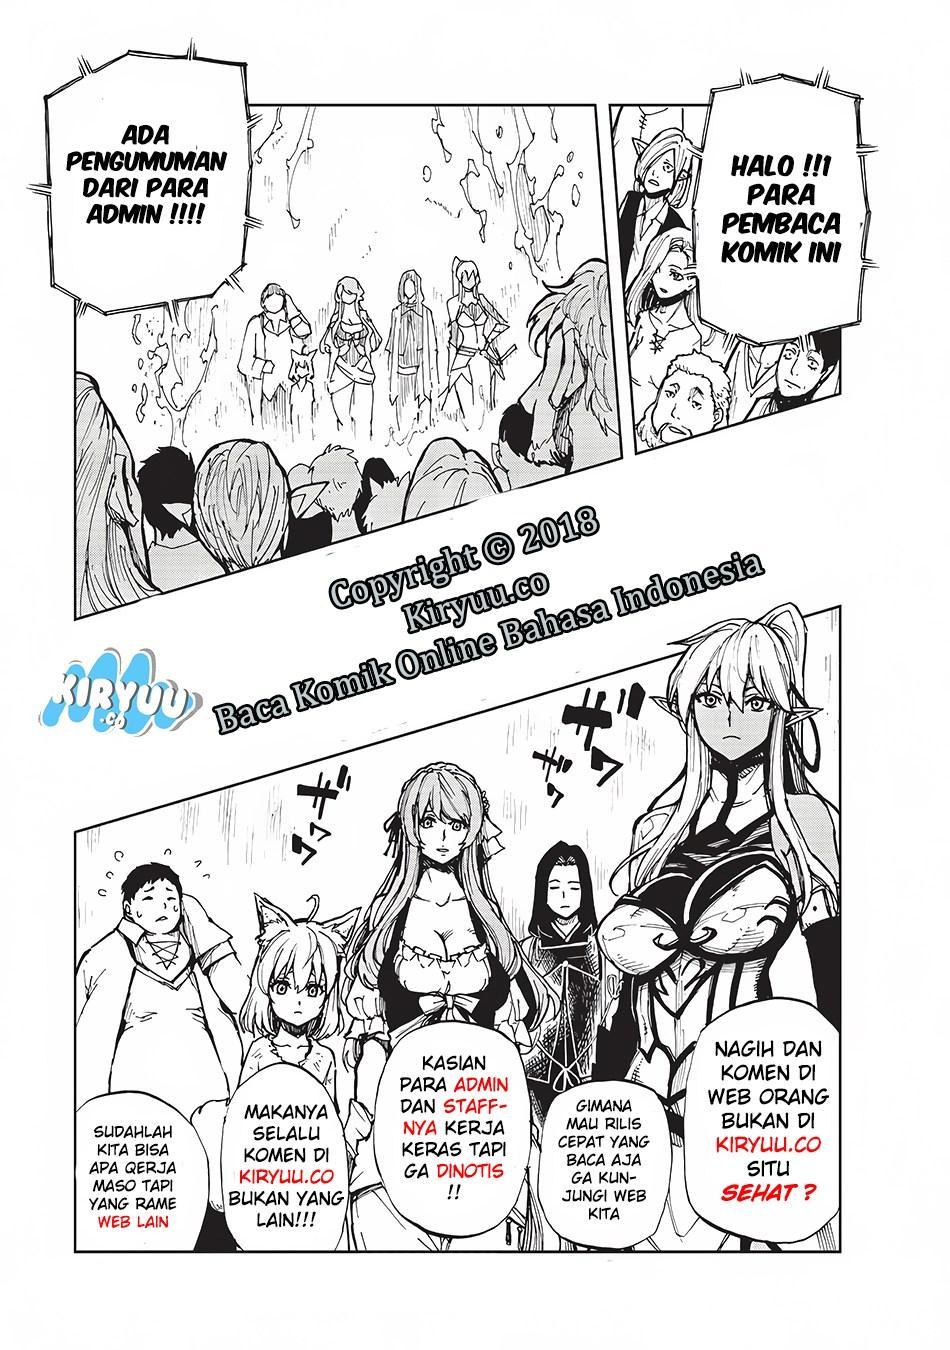 HALO !!1
PARA
PEMBACA
KOMIK INI
ADA
PENGUMUMAN
DARI PARA
ADMIN !!!!
Copyright © 2018
Kiryuu.co
Baca Komik Online Bahasa Indonesia
KIRYUU
.CO
NAGIH DAN
KOMEN DI
WEB ORANG
BUKAN DI
KIRYUU.CO
SITU
SEHAT ?
GIMANA
MAU RILIS
CEPAT YANG
BACA AJA
GA KUN-
JUNGI WEB
KITA
KASIAN
PARA ADMIN
DAN STAFF-
NYA KERJA
KERAS TAPI
GA DINOTIS
!!
MAKANYA
SELALU
KOMEN DI
KIRYUU.CO
BUKAN YANG
LAIN!!!
SUDAHLAH
KITA BISA
APA QERJA
MASO TAPI
YANG RAME
WEB LAIN